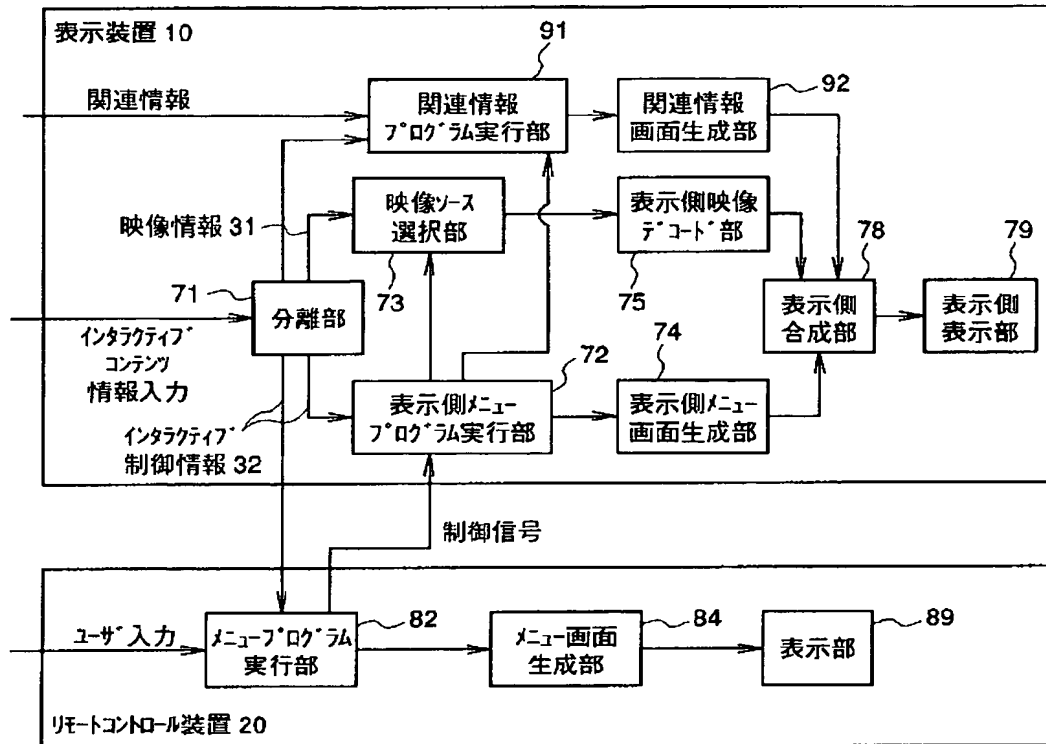 表示装置 10
91
関連情報
関連情報
プログラム実行部
92
関連情報
画面生成部
映像情報 31
映像ソース
選択部
73
表示側映像
デコード部
75
78
79
71
分離部
表示側
合成部
表示側
表示部
インタラクティブ
コンテンツ
情報入力
72
表示側メニュー
プログラム実行部
74
表示側メニュー
画面生成部
インタラクティブ
制御情報 32
制御信号
ユーザ入力
メニュープログラム
実行部
82
メニュー画面
生成部
84
表示部
89
リモートコントロール装置 20